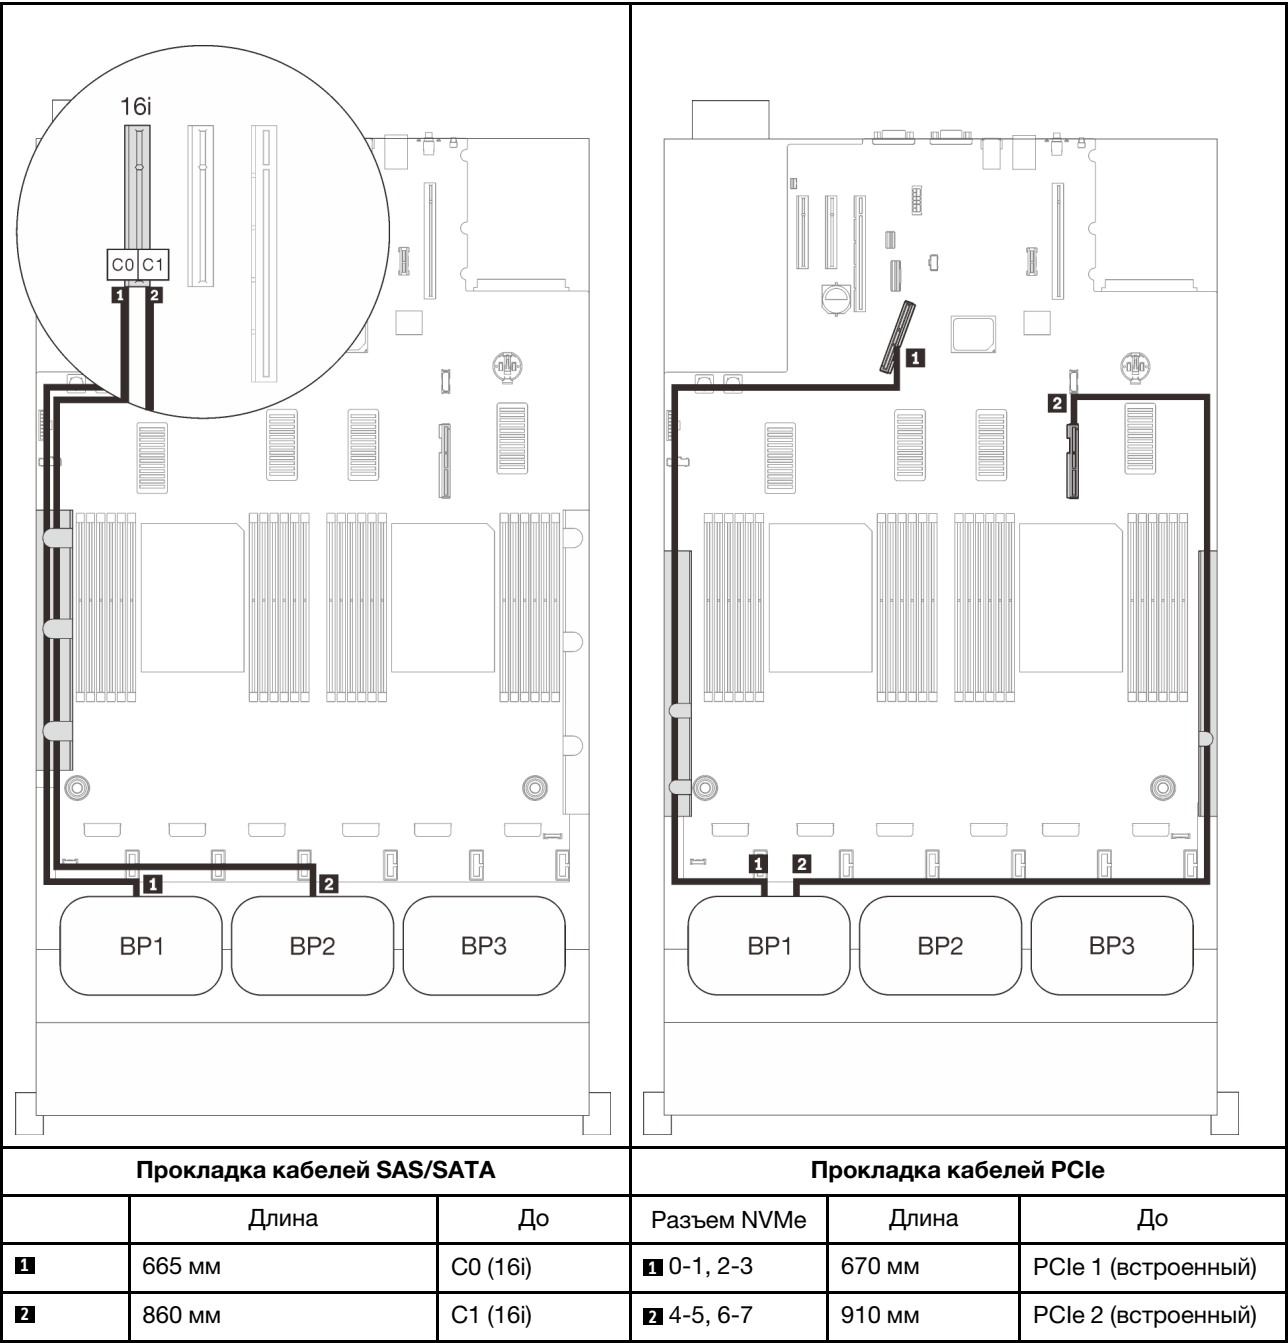 16i
C0 C1
1 2
1 2
BP1 BP2 BP3
1
2
1 2
BP1 BP2 BP3
Прокладка кабелей SAS/SATA
Прокладка кабелей PCIe
Длина До Разъем NVMe Длина До
1 665 мм C0 (16i) 1 0-1, 2-3 670 мм PCIe 1 (встроенный)
2 860 мм C1 (16i) 2 4-5, 6-7 910 мм PCIe 2 (встроенный)